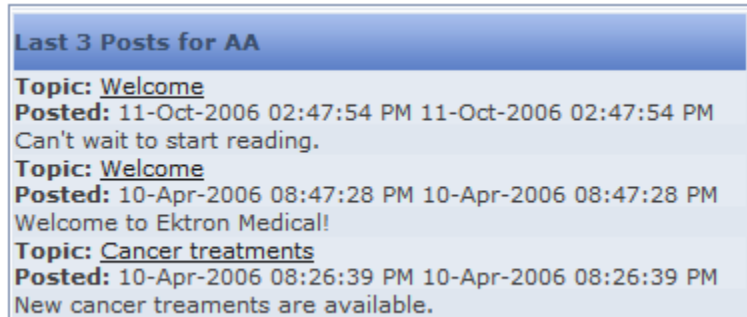 Last 3 Posts for AA
Topic: Welcome
Posted: 11-Oct-2006 02:47:54 PM 11-Oct-2006 02:47:54 PM
Can't wait to start reading.
Topic: Welcome
Posted: 10-Apr-2006 08:47:28 PM 10-Apr-2006 08:47:28 PM
Welcome to Ektron Medical!
Topic: Cancer treatments
Posted: 10-Apr-2006 08:26:39 PM 10-Apr-2006 08:26:39 PM
New cancer treaments are available.